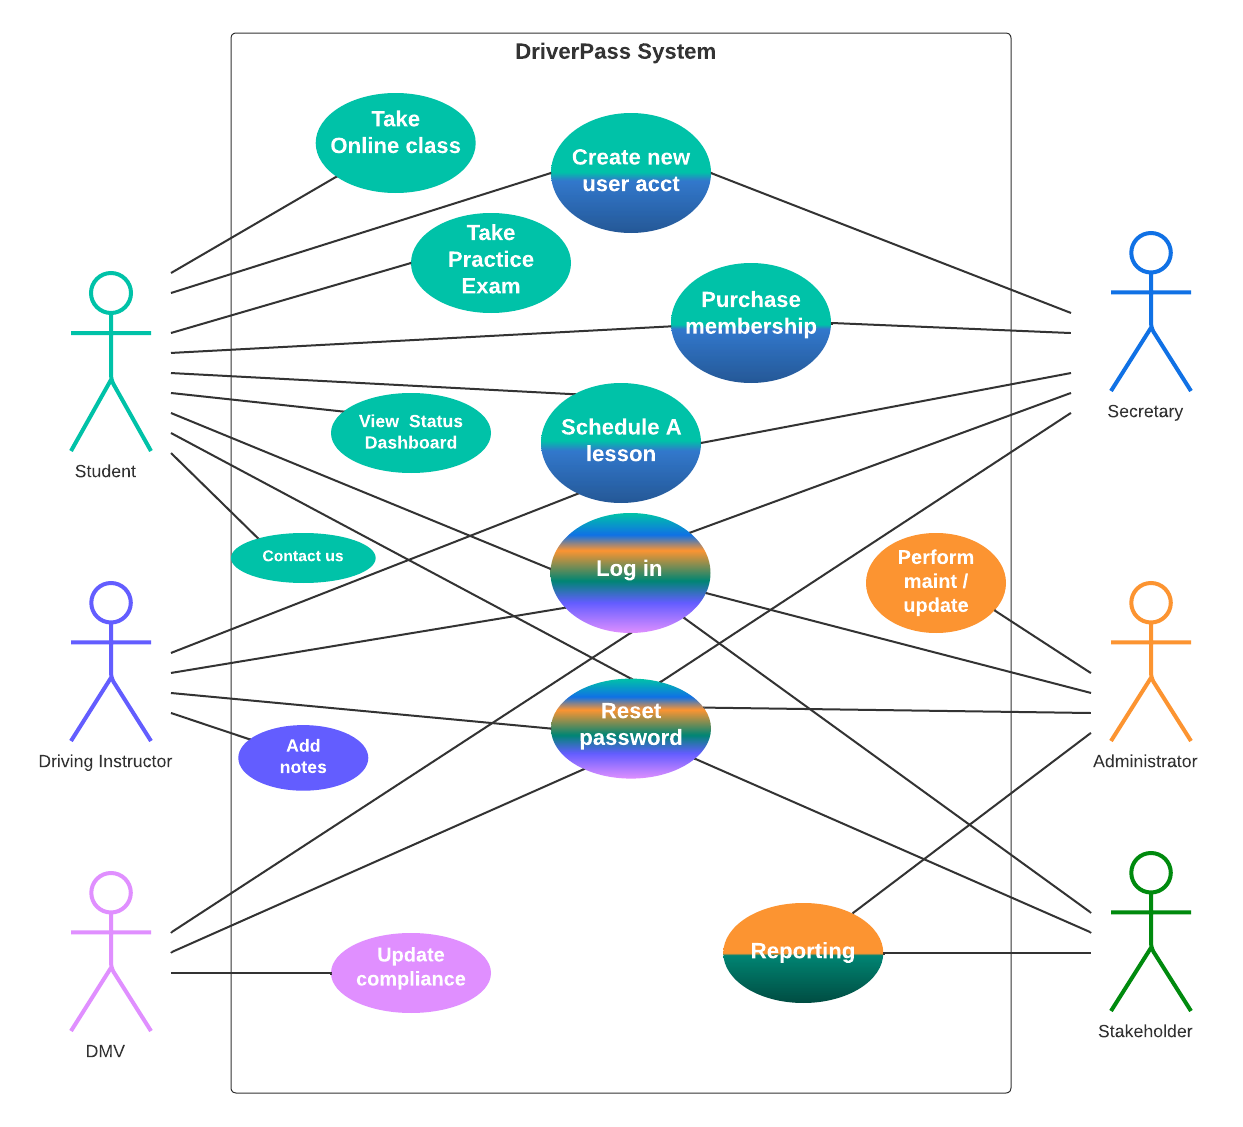 DriverPass System
Take
Online class
Create new
user acct
Take
Practice
Exam
Purchase
membership
Secretary
View  Status
Dashboard
Schedule A
lesson
Student
Contact us
Log in
Perform
maint /
update
Reset
password
Add
notes
Driving Instructor
Administrator
Update
compliance
Reporting
Stakeholder
DMV